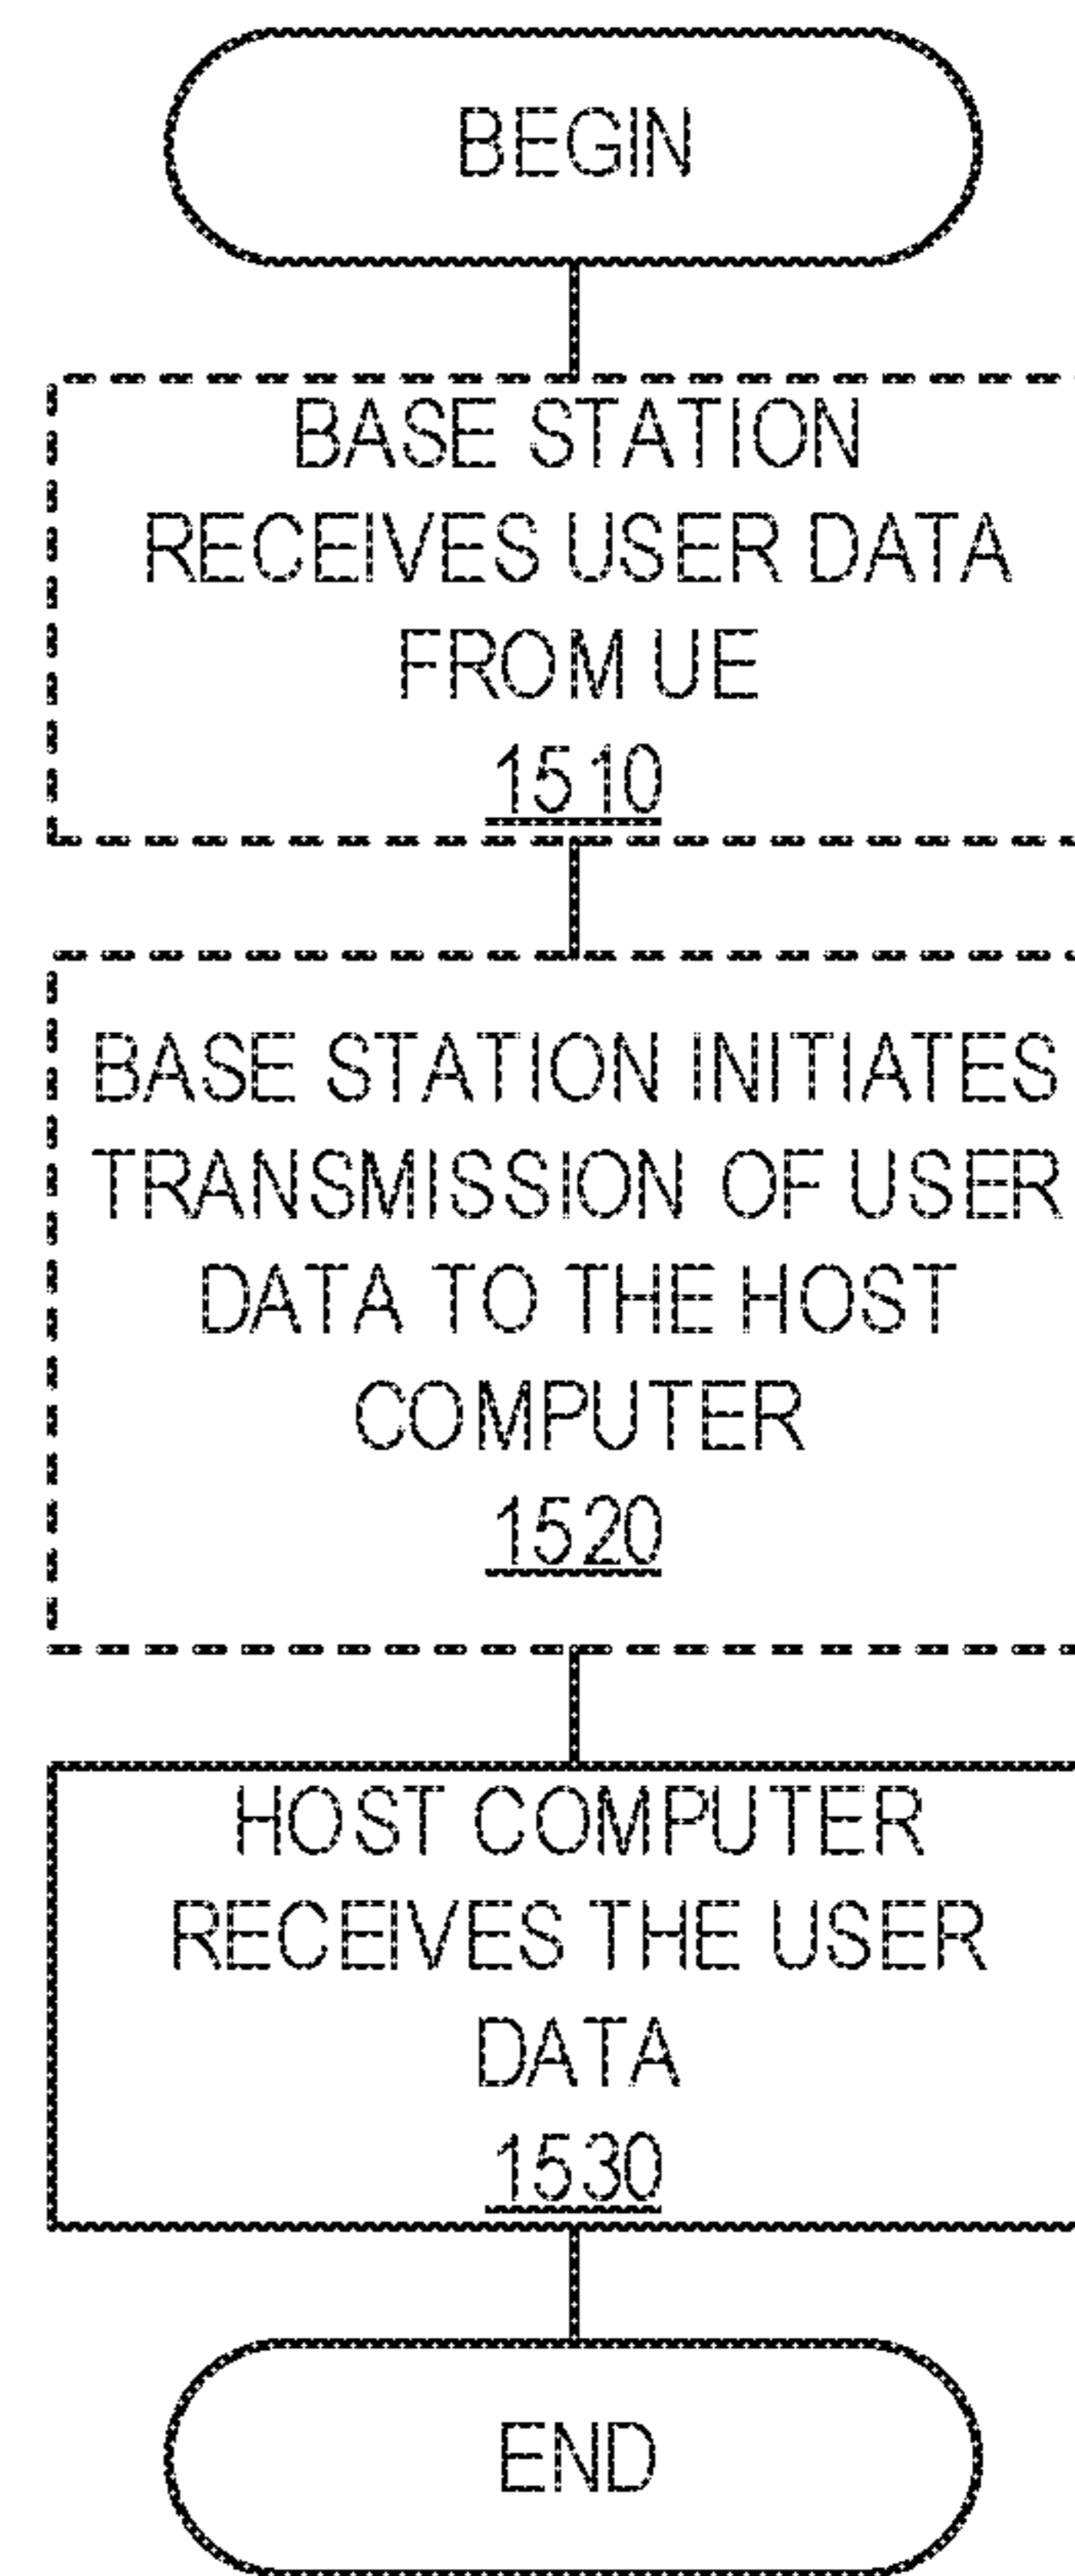 BEGIN
BASE STATION
RECEIVES USER DATA
FROM UE
1510
BASE STATION INITIATES
TRANSMISSION OF USER
DATA TO THE HOST
COMPUTER
1520
HOST COMPUTER
RECEIVES THE USER
DATA
1530
END